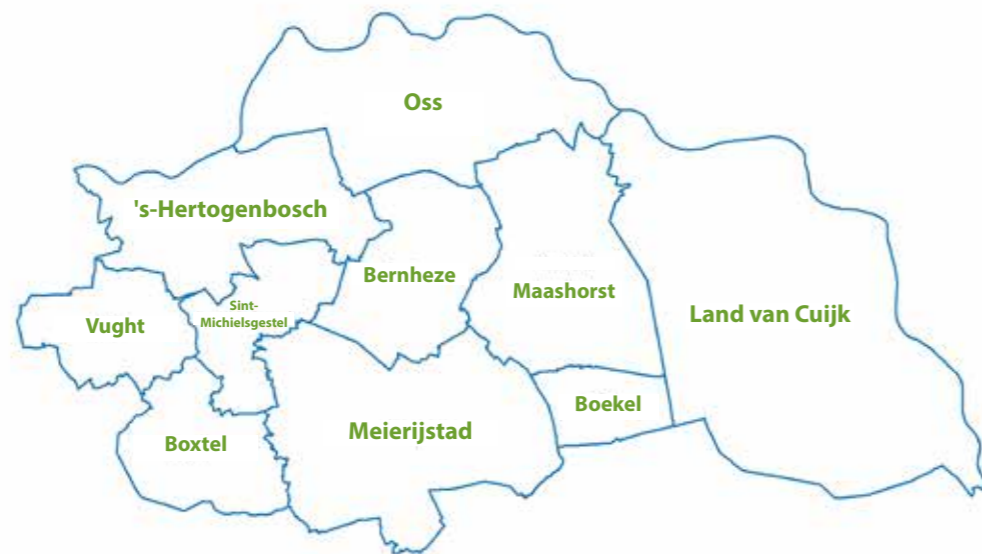 Oss
's-Hertogenbosch
Bernheze
Maashorst
Sint-
Michielsgestel
Vught
Land van Cuijk
Boekel
Meierijstad
Boxtel